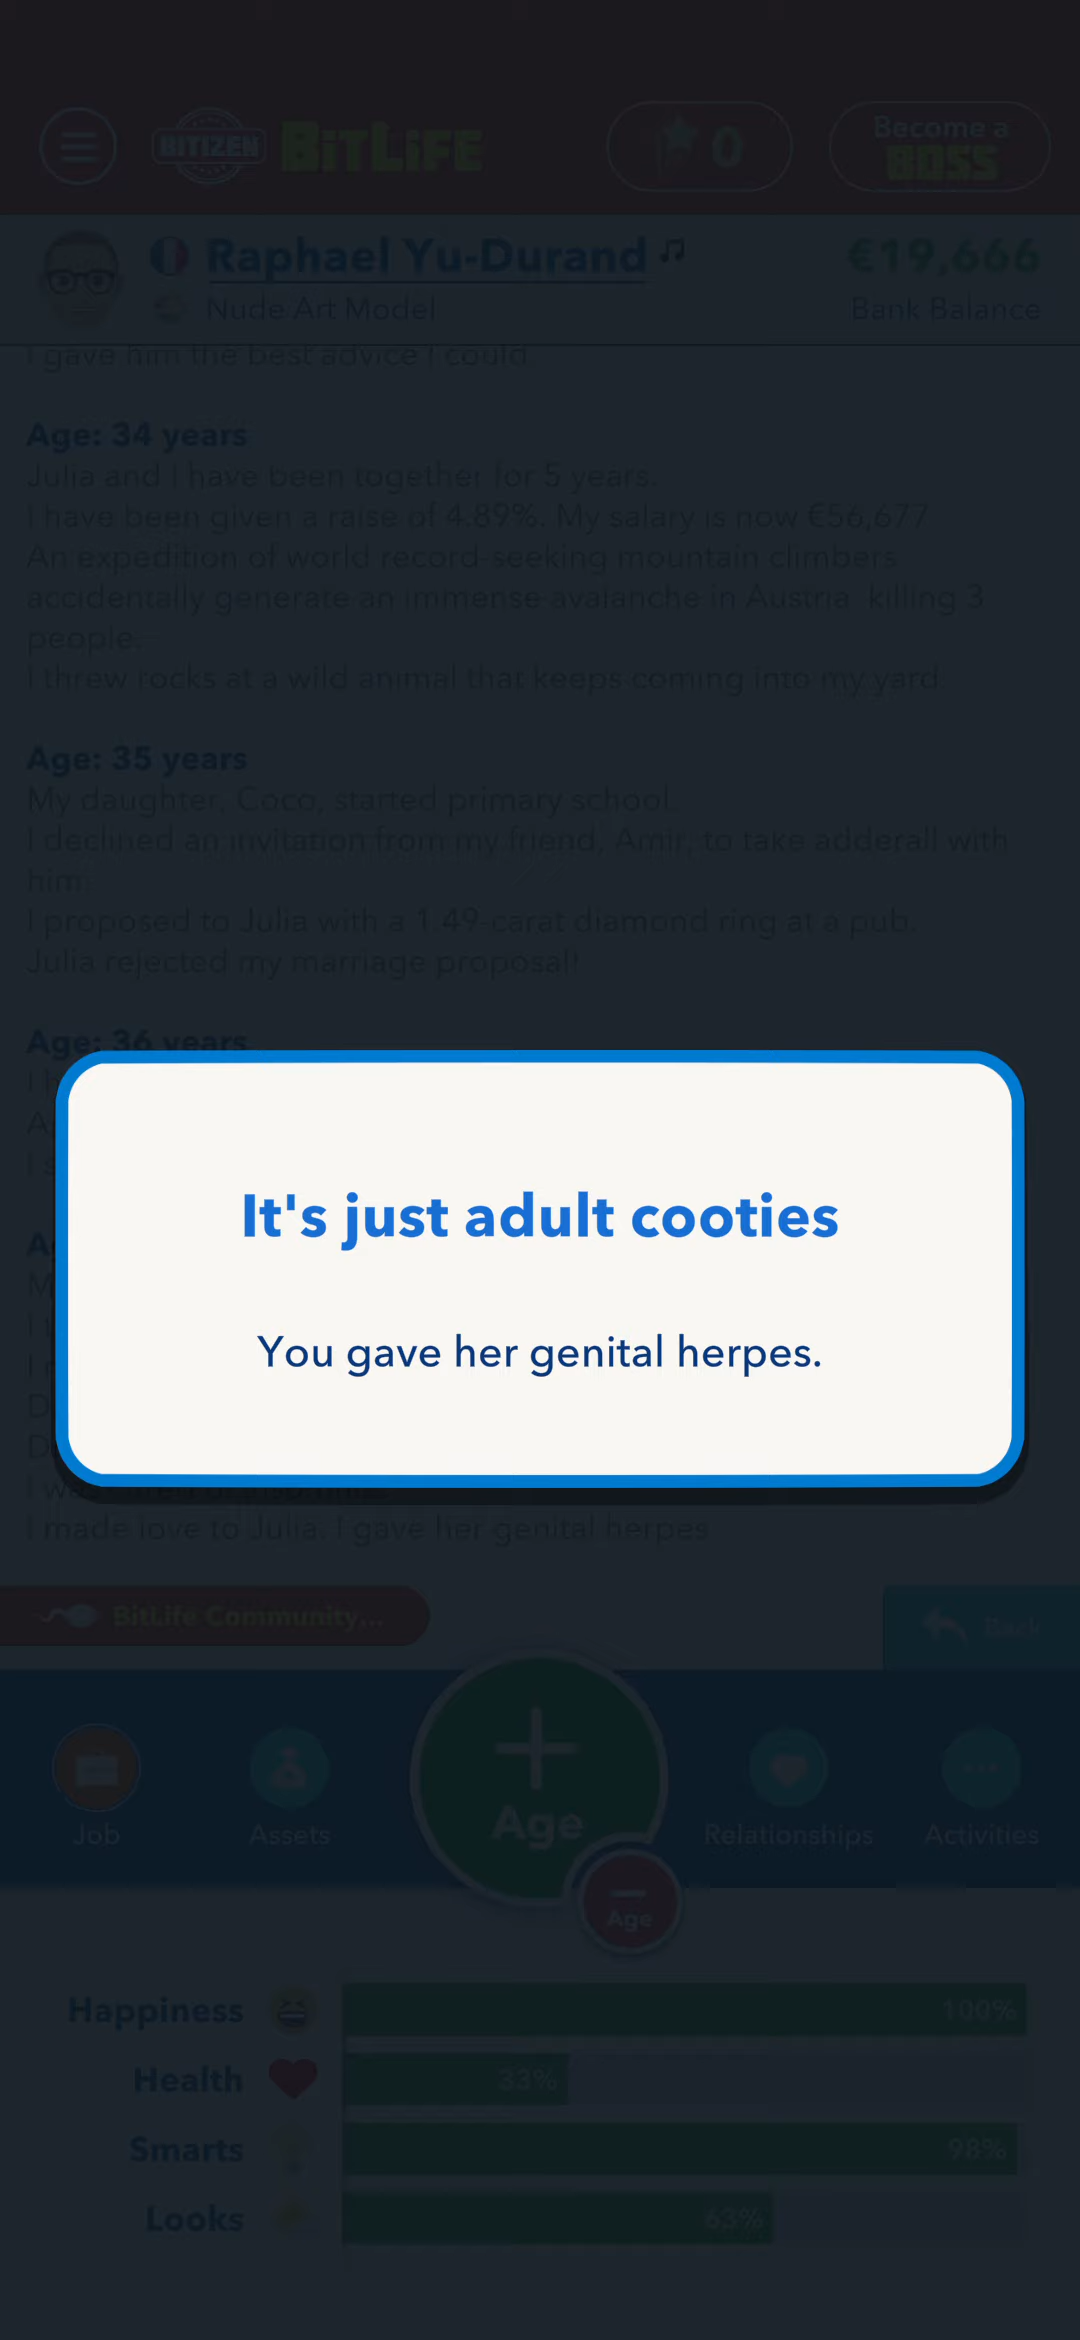 BITIZEN BITLIFE 0 Become a BOSS
Raphael Yu-Durand €19,666
Nude Art Model Bank Balance
I gave him the best advice I could.
Age: 34 years
Julia and I have been together for 5 years.
I have been given a raise of 4.89%. My salary is now €56,677
An expedition of world record-seeking mountain climbers
accidentally generate an immense avalanche in Austria killing 3
people.
I threw rocks at a wild animal that keeps coming into my yard
Age: 35 years
My daughter, Coco, started primary school.
I declined an invitation from my friend, Amir, to take adderall with
him.
I proposed to Julia with a 1.49-carat diamond ring at a pub.
Julia rejected my marriage proposal!
Age: 36 years
It's just adult cooties
You gave her genital herpes.
I made love to Julia. I gave her genital herpes
BitLife Community...
Back
Job Assets Age Relationships Activities
Age
Happiness 100%
Health 33%
Smarts 98%
Looks 63%